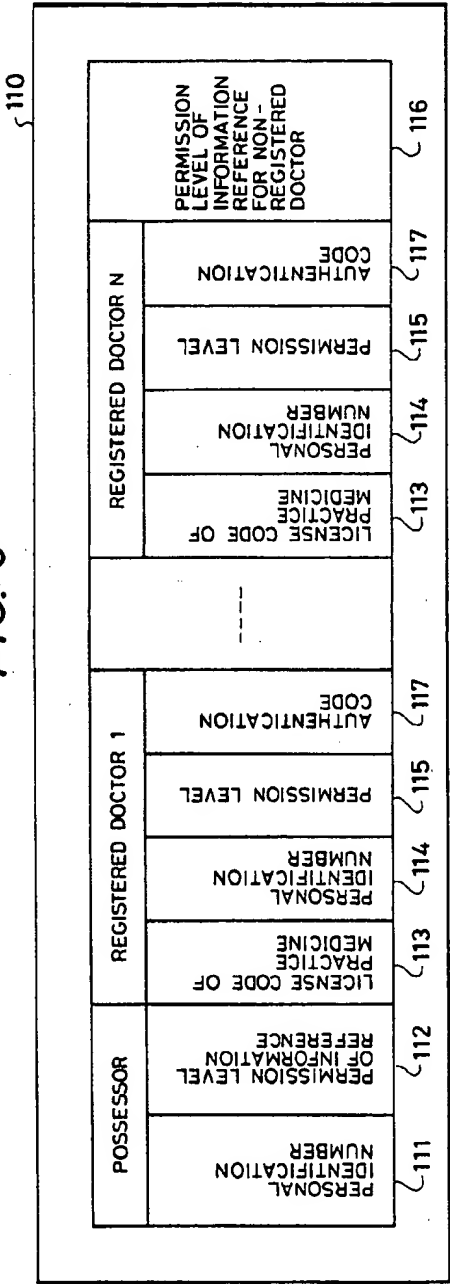 110
POSSESSOR
PERSONAL
IDENTIFICATION
NUMBER
111
PERMISSION LEVEL
OF INFORMATION
REFERENCE
112
REGISTERED DOCTOR 1
LICENSE CODE OF
PRACTICE
MEDICINE
113
PERSONAL
IDENTIFICATION
NUMBER
114
PERMISSION LEVEL
115
AUTHENTICATION
CODE
117
----
REGISTERED DOCTOR N
LICENSE CODE OF
PRACTICE
MEDICINE
113
PERSONAL
IDENTIFICATION
NUMBER
114
PERMISSION LEVEL
115
AUTHENTICATION
CODE
117
PERMISSION
LEVEL OF
INFORMATION
REFERENCE
FOR NON-
REGISTERED
DOCTOR
116